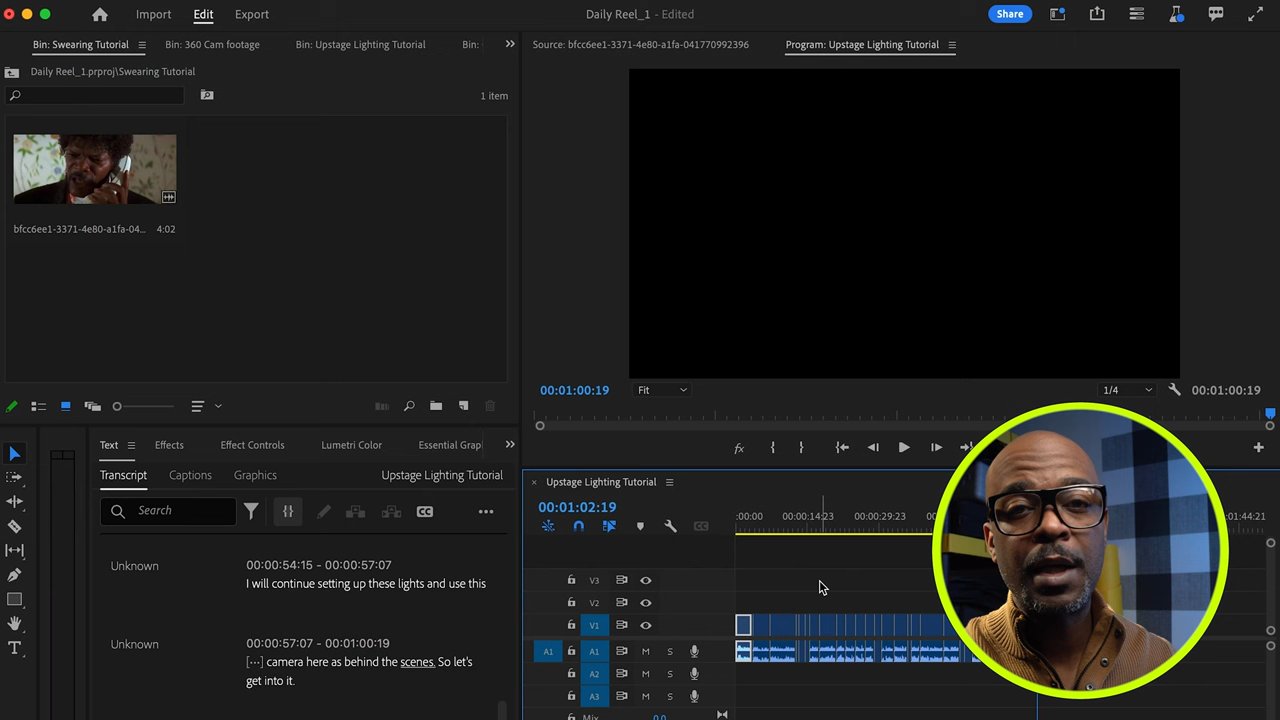 Import Edit Export Daily Reel_1 - Edited Share
Bin: Swearing Tutorial Bin: 360 Cam footage Bin: Upstage Lighting Tutorial Bin:
Daily Reel_1.prproj\Swearing Tutorial
1 item
bfcc6ee1-3371-4e80-a1fa-04... 4:02
Source: bfcc6ee1-3371-4e80-a1fa-041770992396 Program: Upstage Lighting Tutorial
00:01:00:19 Fit 1/4 00:01:00:19
fx
Text Effects Effect Controls Lumetri Color Essential Grap
Transcript Captions Graphics Upstage Lighting Tutorial
Search CC
Unknown 00:00:54:15 - 00:00:57:07
I will continue setting up these lights and use this
Unknown 00:00:57:07 - 00:01:00:19
[···] camera here as behind the scenes. So let's
get into it.
T
× Upstage Lighting Tutorial
00:01:02:19
CC
:00:00 00:00:14:23 00:00:29:23 :01:44:21
V3
V2
V1
A1 A1 M S
A2 M S
A3 M S
Mix 0.0